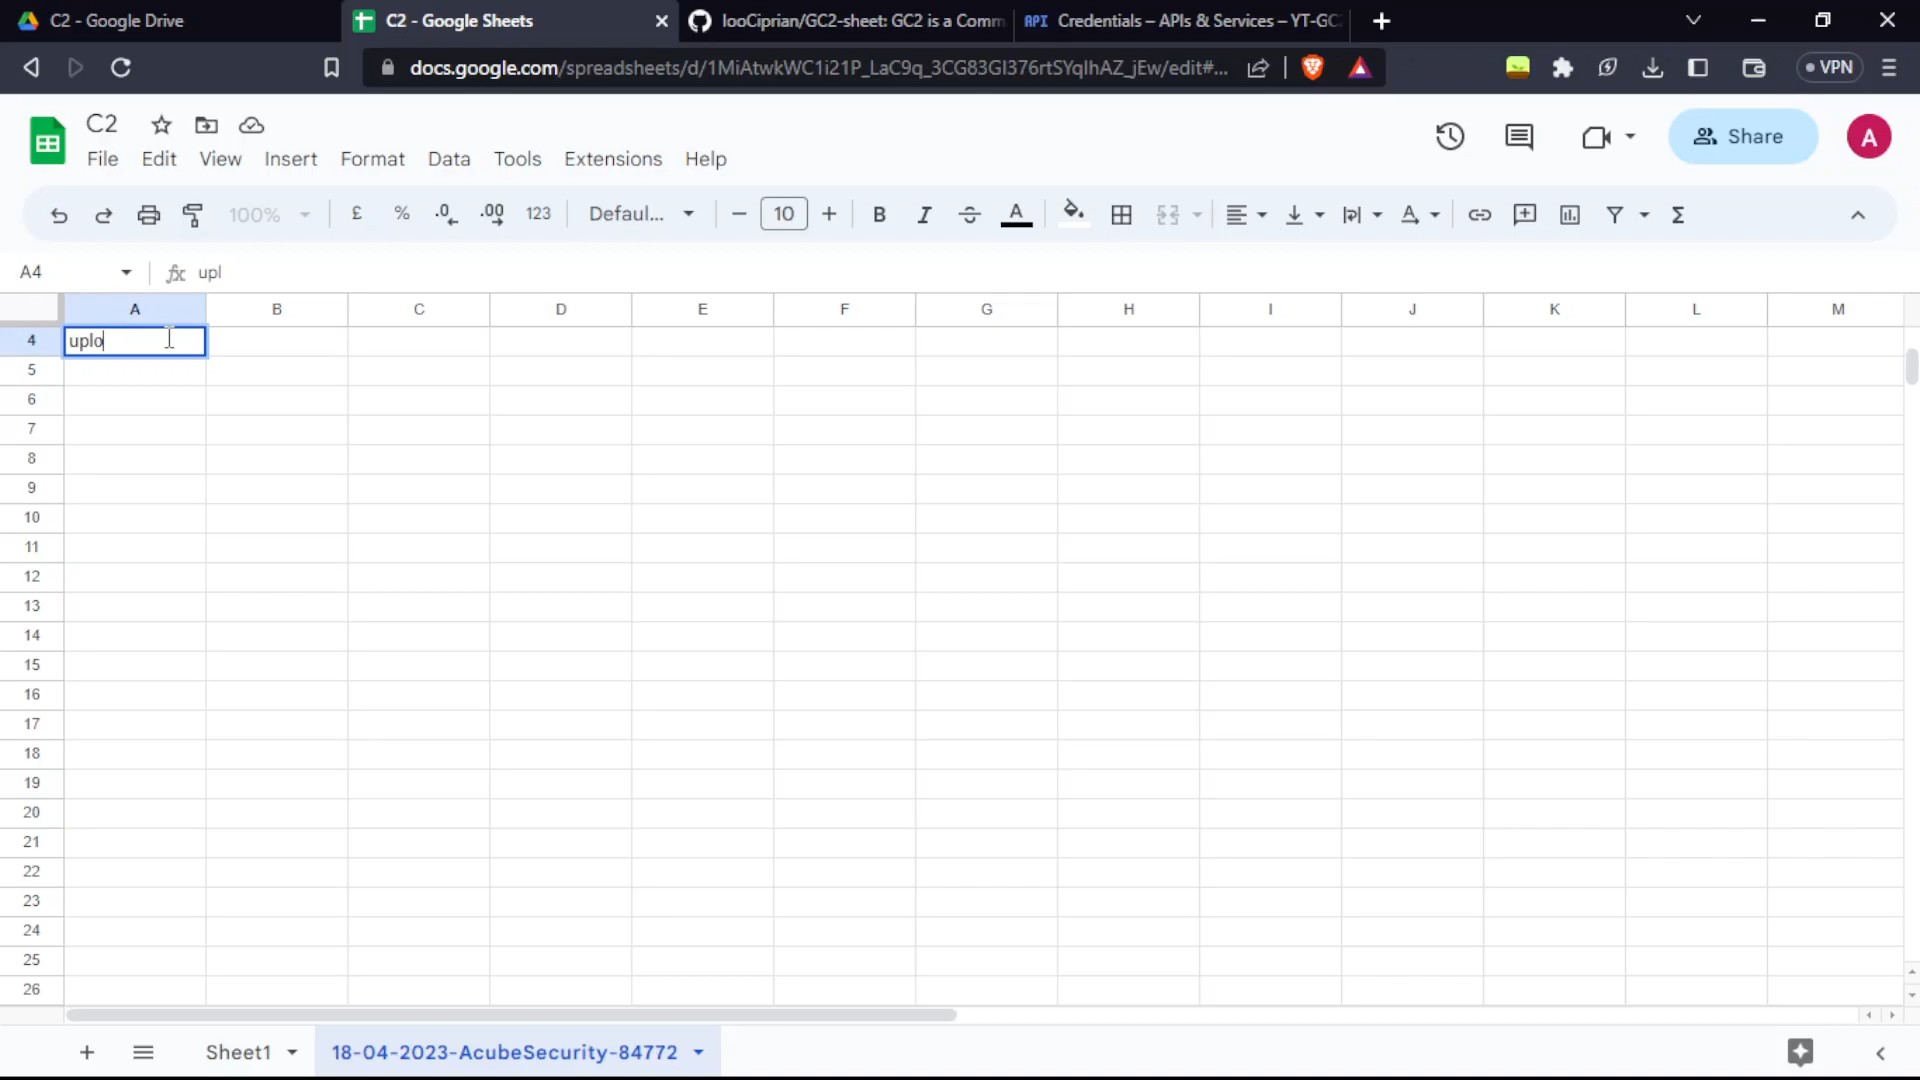 C2 - Google Drive
C2 - Google Sheets
looCiprian/GC2-sheet: GC2 is a Comm
API Credentials – APIs & Services – YT-GC
docs.google.com/spreadsheets/d/1MiAtwkWC1i21P_LaC9q_3CG83GI376rtSYqIhAZ_jEw/edit#...
VPN
C2
File Edit View Insert Format Data Tools Extensions Help
Share
A
100% £ % .0 .00 123 Defaul... 10 B I A Σ
A4 fx upl
A B C D E F G H I J K L M
4 uplo
5
6
7
8
9
10
11
12
13
14
15
16
17
18
19
20
21
22
23
24
25
26
Sheet1 18-04-2023-AcubeSecurity-84772